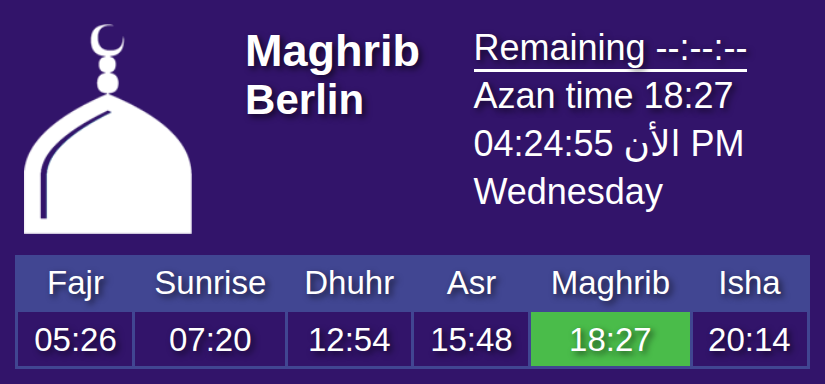 Maghrib
Berlin
Remaining --:--:--
Azan time 18:27
04:24:55 الأن PM
Wednesday
Fajr Sunrise Dhuhr Asr Maghrib Isha
05:26 07:20 12:54 15:48 18:27 20:14